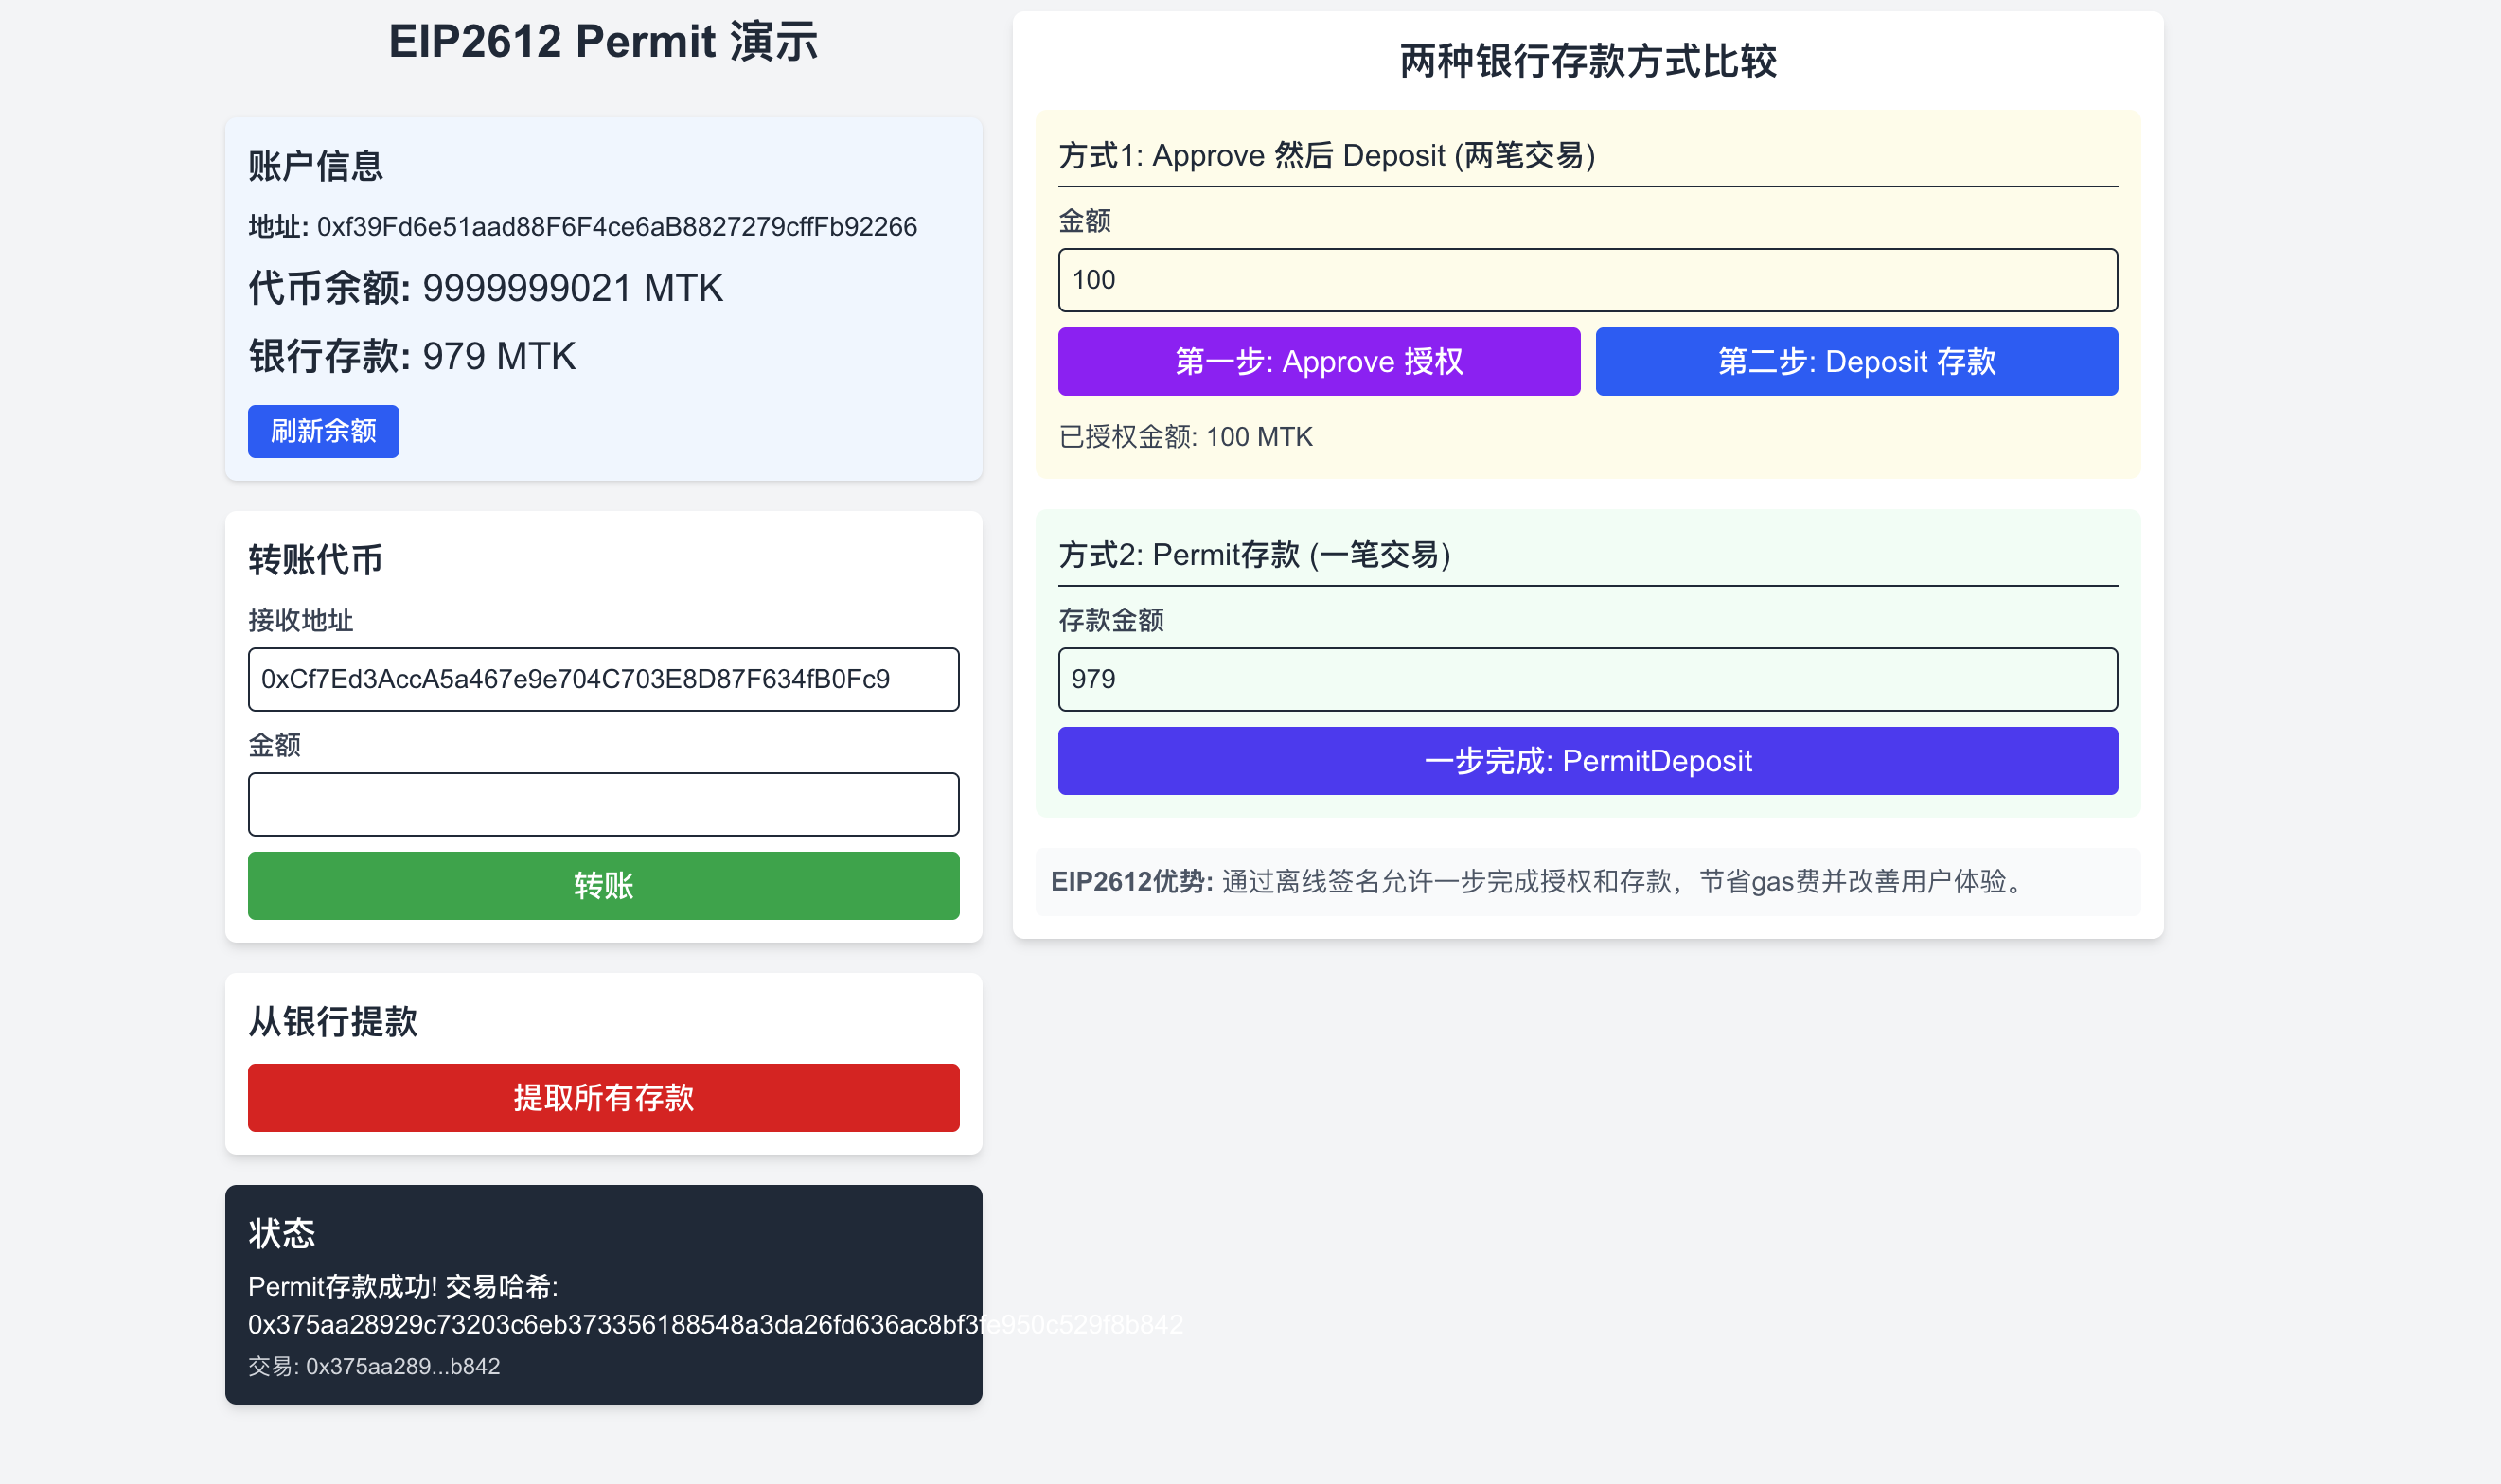 EIP2612 Permit 演示
账户信息
地址: 0xf39Fd6e51aad88F6F4ce6aB8827279cffFb92266
代币余额: 9999999021 MTK
银行存款: 979 MTK
刷新余额
转账代币
接收地址
0xCf7Ed3AccA5a467e9e704C703E8D87F634fB0Fc9
金额
转账
从银行提款
提取所有存款
状态
Permit存款成功! 交易哈希:
0x375aa28929c73203c6eb373356188548a3da26fd636ac8bf3fe950c529f8b842
交易: 0x375aa289...b842
两种银行存款方式比较
方式1: Approve 然后 Deposit (两笔交易)
金额
100
第一步: Approve 授权
第二步: Deposit 存款
已授权金额: 100 MTK
方式2: Permit存款 (一笔交易)
存款金额
979
一步完成: PermitDeposit
EIP2612优势: 通过离线签名允许一步完成授权和存款，节省gas费并改善用户体验。